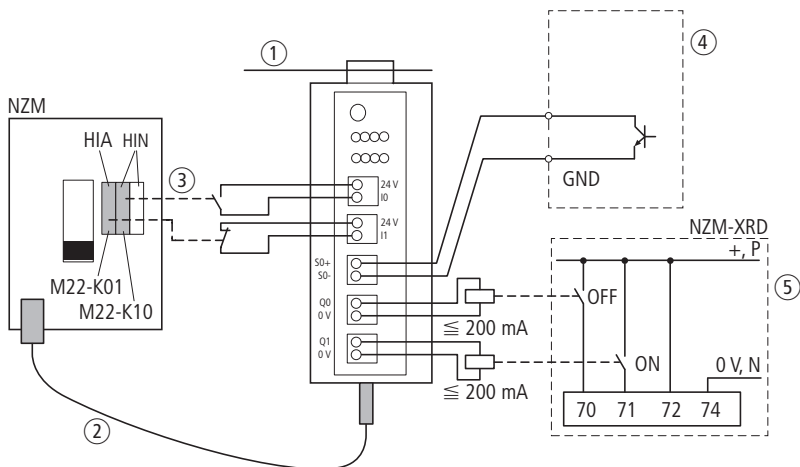 ①
④
NZM
HIA HIN
③
24 V
I0
24 V
I1
S0+
S0-
Q0
0 V
Q1
0 V
GND
NZM-XRD
+, P
⑤
M22-K01
M22-K10
OFF
≦ 200 mA
ON
0 V, N
≦ 200 mA
70 71 72 74
②